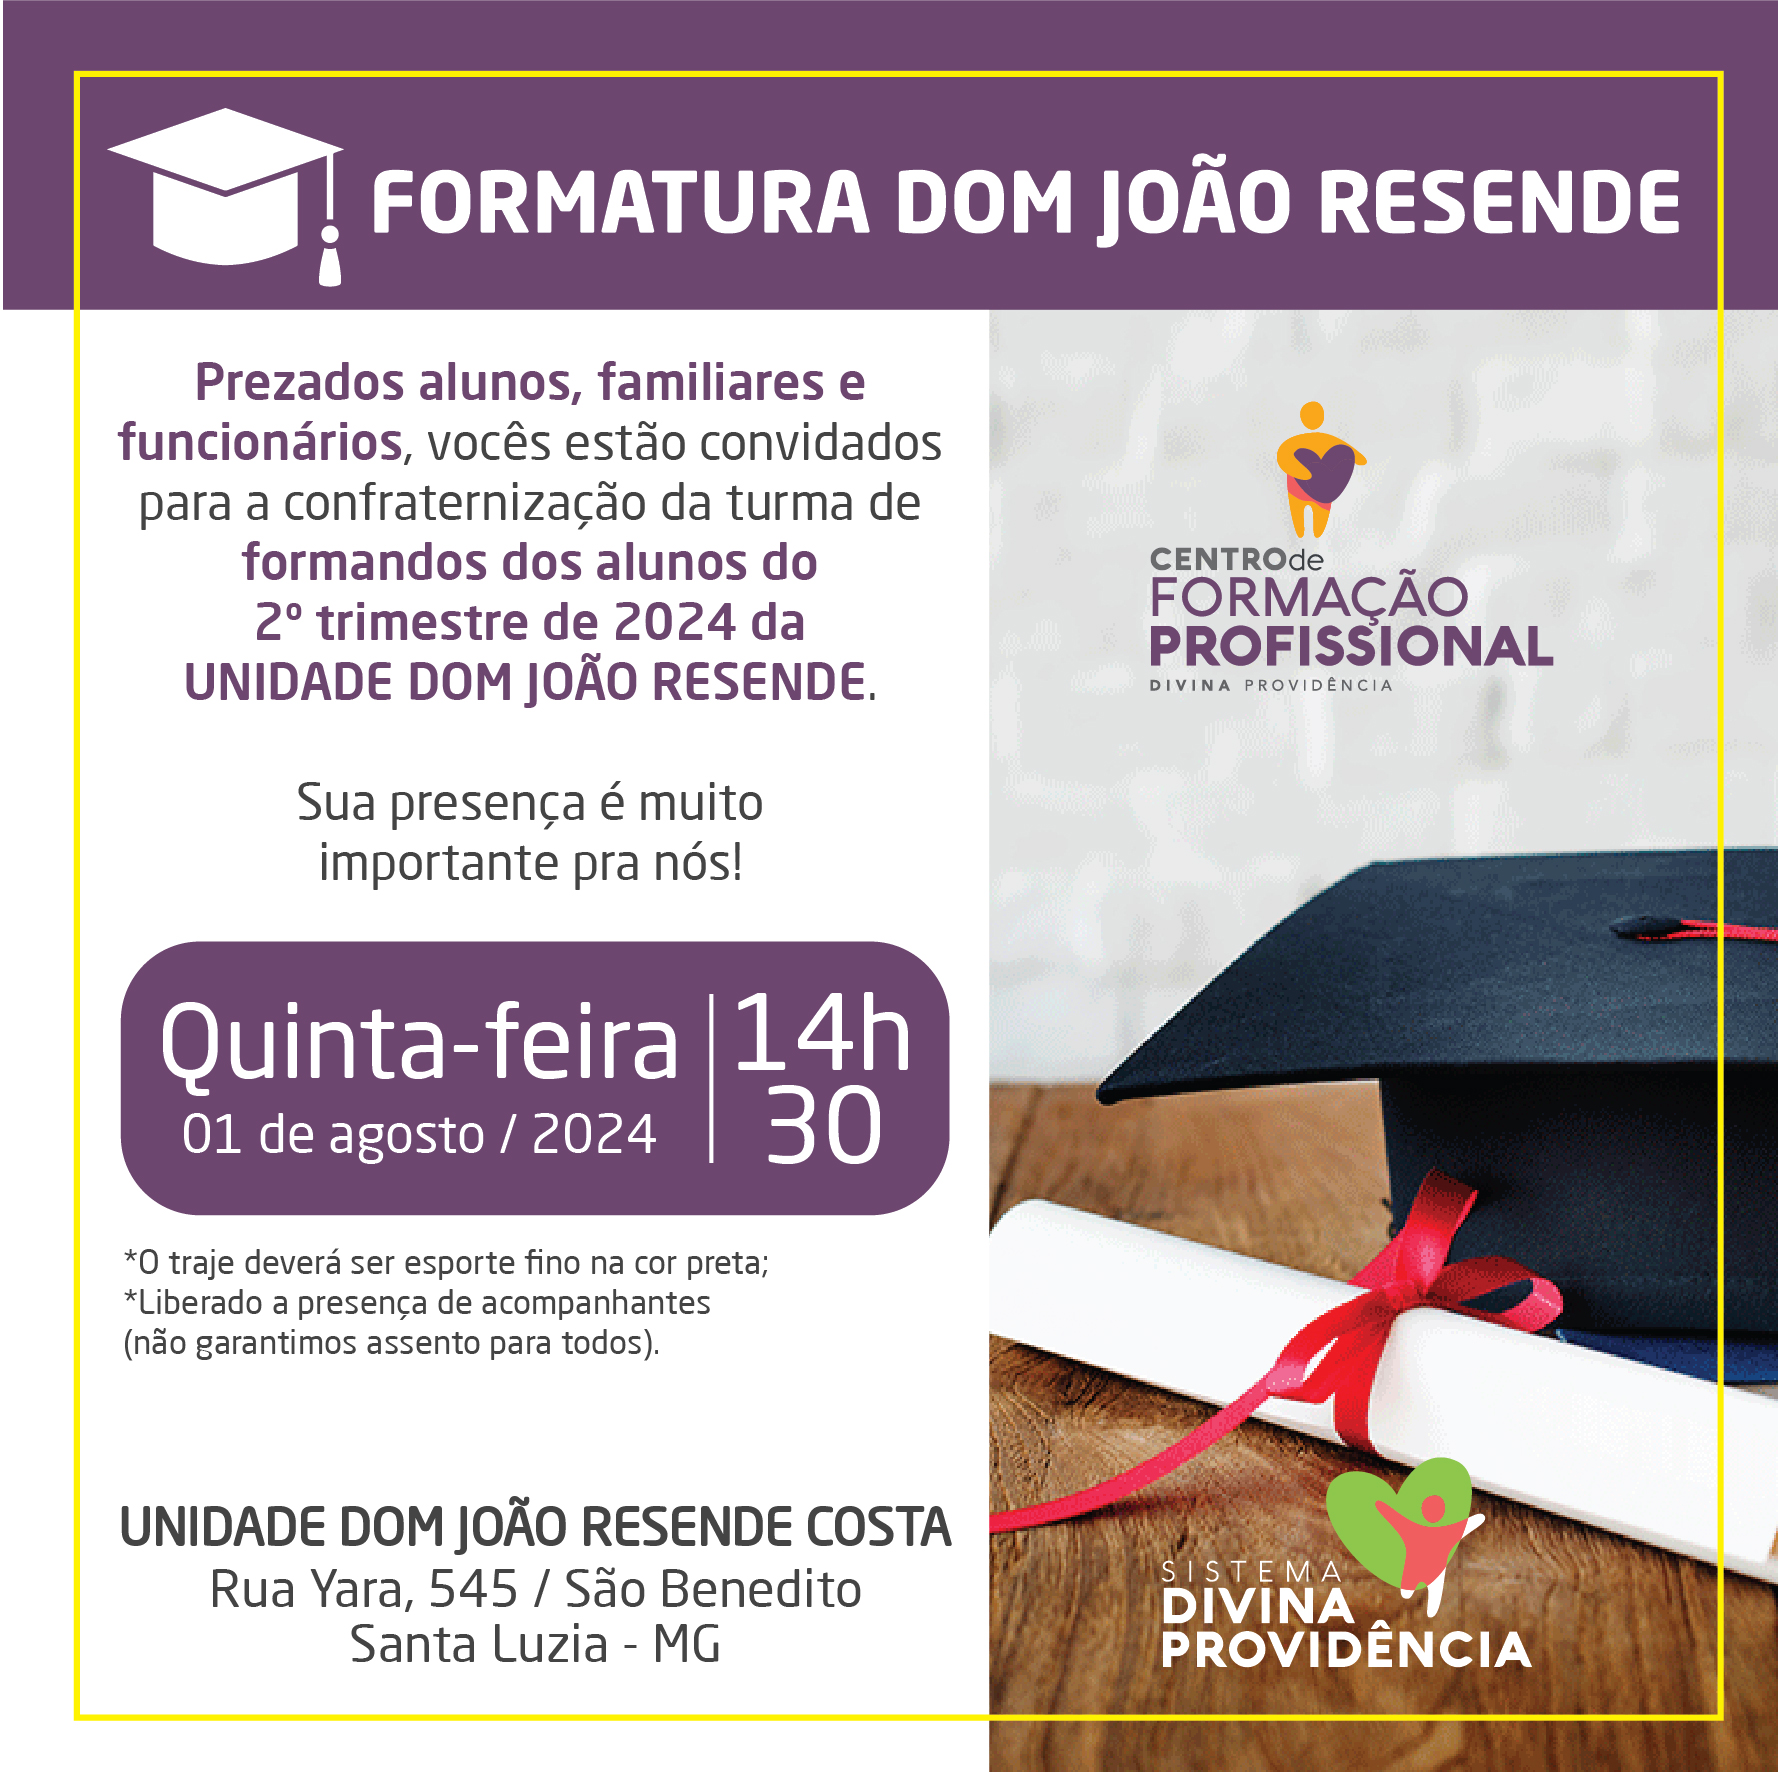 FORMATURA DOM JOÃO RESENDE
Prezados alunos, familiares e
funcionários, vocês estão convidados
para a confraternização da turma de
formandos dos alunos do
2º trimestre de 2024 da
UNIDADE DOM JOÃO RESENDE.
Sua presença é muito
importante pra nós!
Quinta-feira
01 de agosto / 2024
14h
30
*O traje deverá ser esporte fino na cor preta;
*Liberado a presença de acompanhantes
(não garantimos assento para todos).
UNIDADE DOM JOÃO RESENDE COSTA
Rua Yara, 545 / São Benedito
Santa Luzia - MG
CENTROde
FORMAÇÃO
PROFISSIONAL
DIVINA PROVIDÊNCIA
SISTEMA
DIVINA
PROVIDÊNCIA